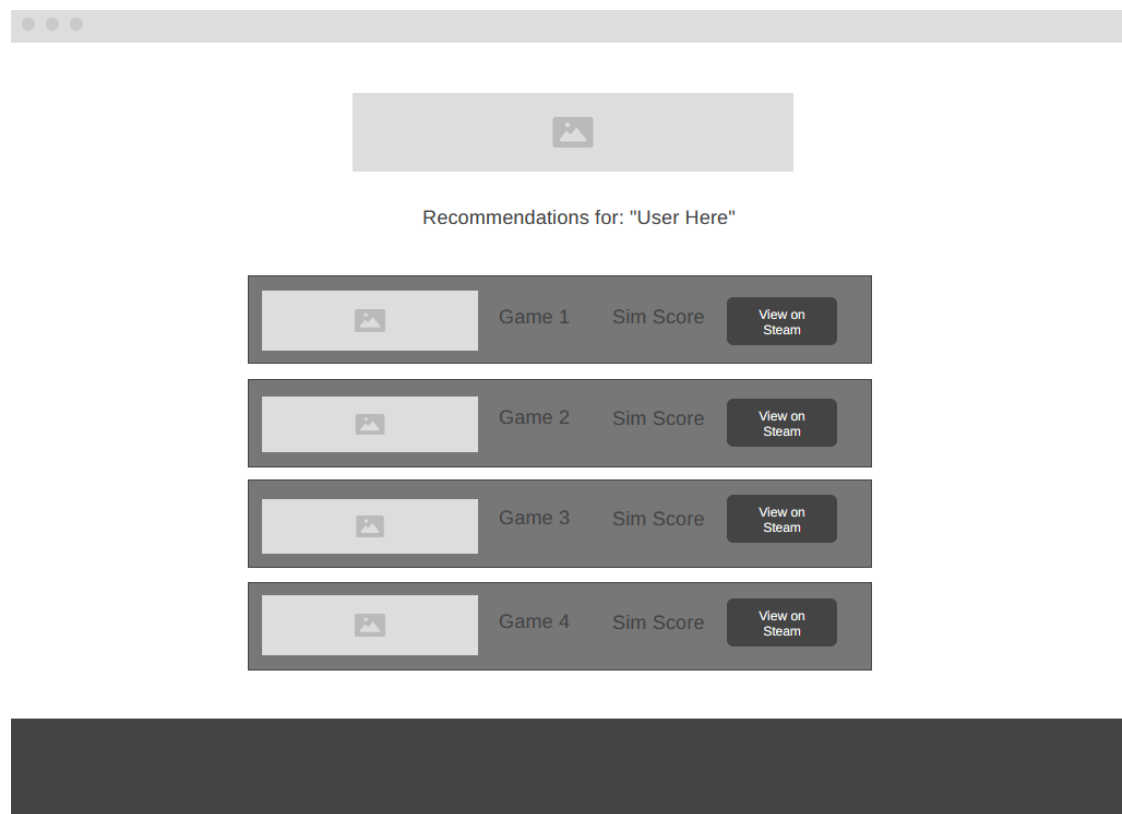 Recommendations for: "User Here"
Game 1 Sim Score View on
Steam
Game 2 Sim Score View on
Steam
Game 3 Sim Score View on
Steam
Game 4 Sim Score View on
Steam